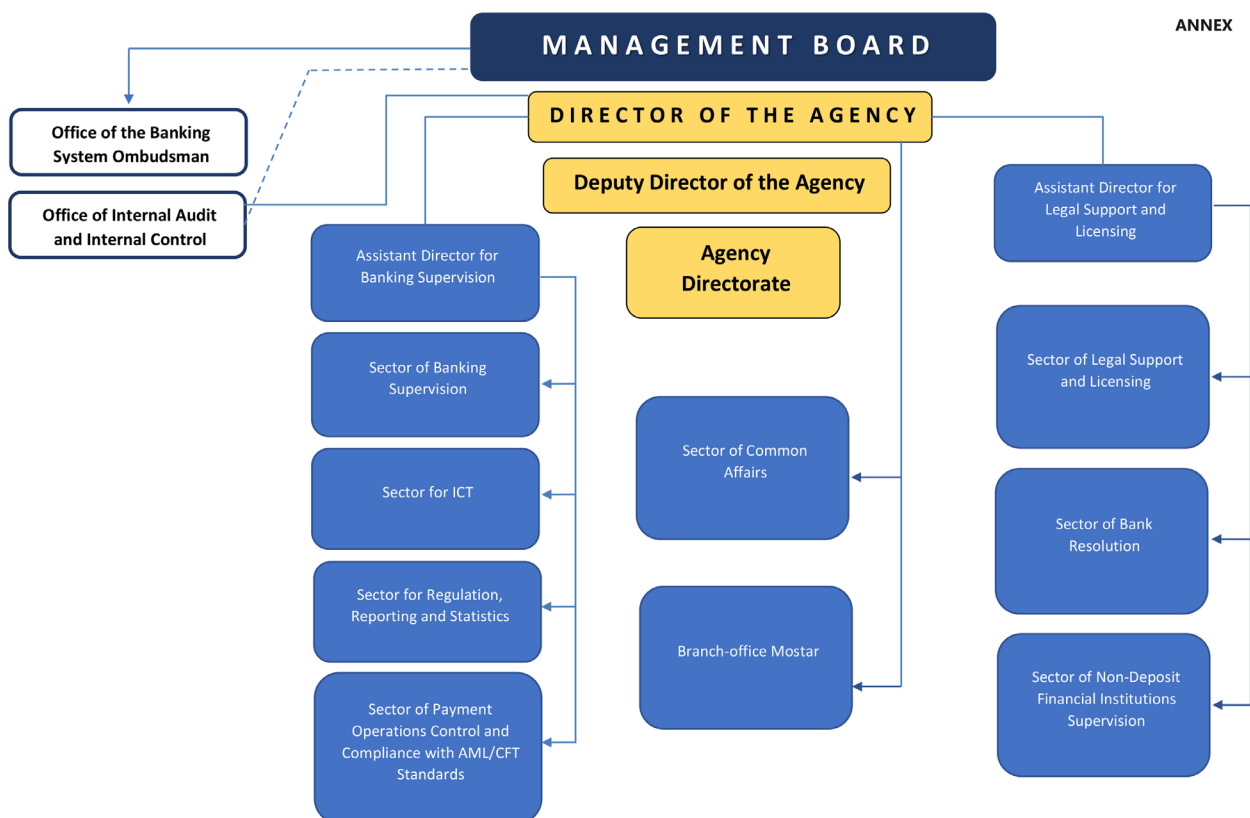 ANNEX
MANAGEMENT BOARD
DIRECTOR OF THE AGENCY
Office of the Banking
System Ombudsman
Deputy Director of the Agency
Office of Internal Audit
and Internal Control
Agency
Directorate
Assistant Director for
Banking Supervision
Sector of Banking
Supervision
Sector for ICT
Sector for Regulation,
Reporting and Statistics
Sector of Payment
Operations Control and
Compliance with AML/CFT
Standards
Sector of Common
Affairs
Branch-office Mostar
Assistant Director for
Legal Support and
Licensing
Sector of Legal Support
and Licensing
Sector of Bank
Resolution
Sector of Non-Deposit
Financial Institutions
Supervision